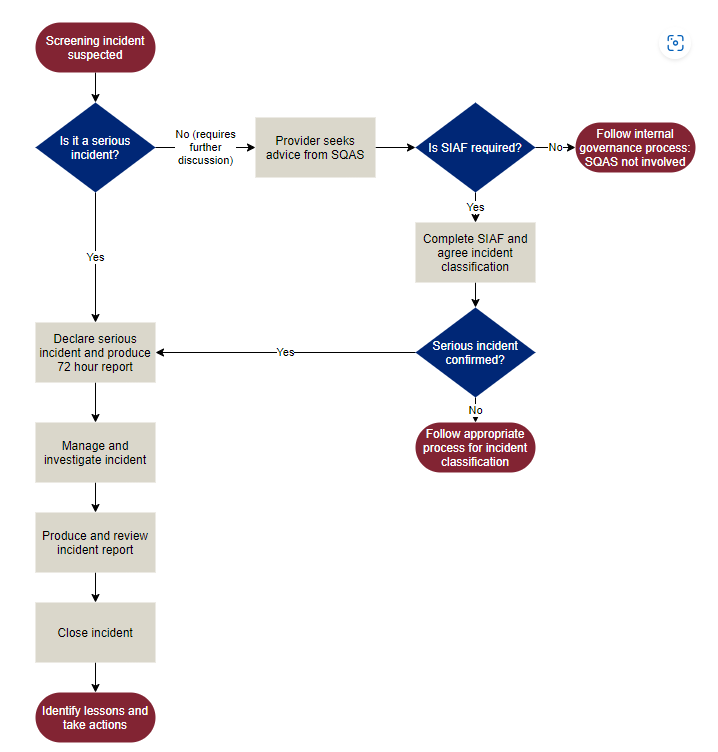 Screening incident
suspected
Is it a serious
incident?
No (requires
further
discussion)
Provider seeks
advice from SQAS
Is SIAF required?
No
Follow internal
governance process:
SQAS not involved
Yes
Complete SIAF and
agree incident
classification
Yes
Declare serious
incident and produce
72 hour report
Yes
Serious incident
confirmed?
No
Follow appropriate
process for incident
classification
Manage and
investigate incident
Produce and review
incident report
Close incident
Identify lessons and
take actions